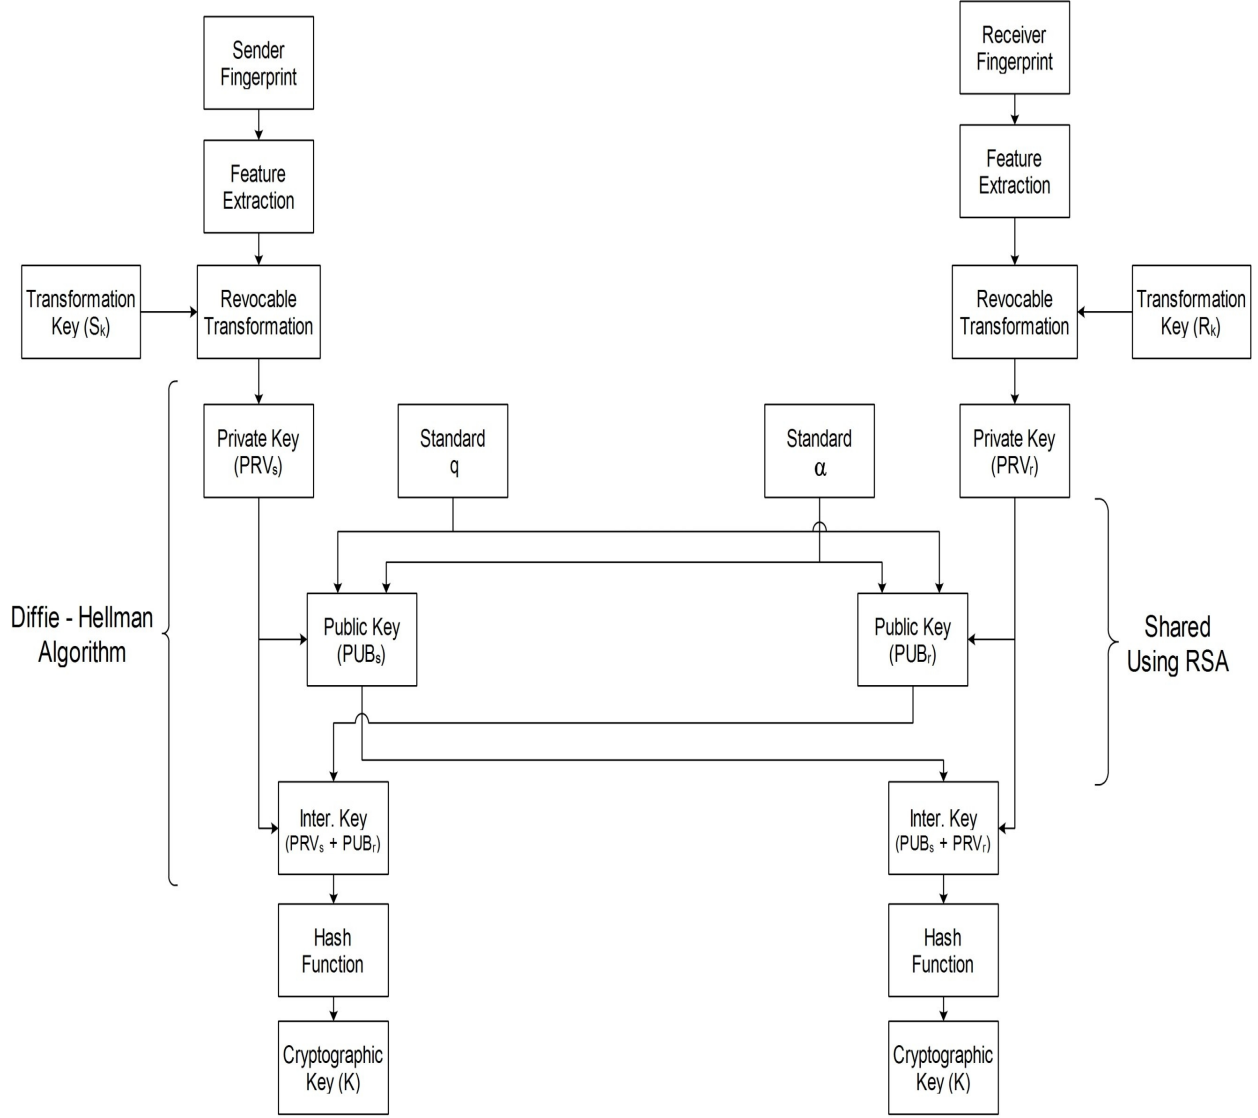 Sender
Fingerprint
Receiver
Fingerprint
Feature
Extraction
Feature
Extraction
Transformation
Key (Sₖ)
Revocable
Transformation
Revocable
Transformation
Transformation
Key (Rₖ)
Private Key
(PRVₛ)
Standard
q
Standard
α
Private Key
(PRVᵣ)
Diffie - Hellman
Algorithm
Public Key
(PUBₛ)
Public Key
(PUBᵣ)
Shared
Using RSA
Inter. Key
(PRVₛ + PUBᵣ)
Inter. Key
(PUBₛ + PRVᵣ)
Hash
Function
Hash
Function
Cryptographic
Key (K)
Cryptographic
Key (K)